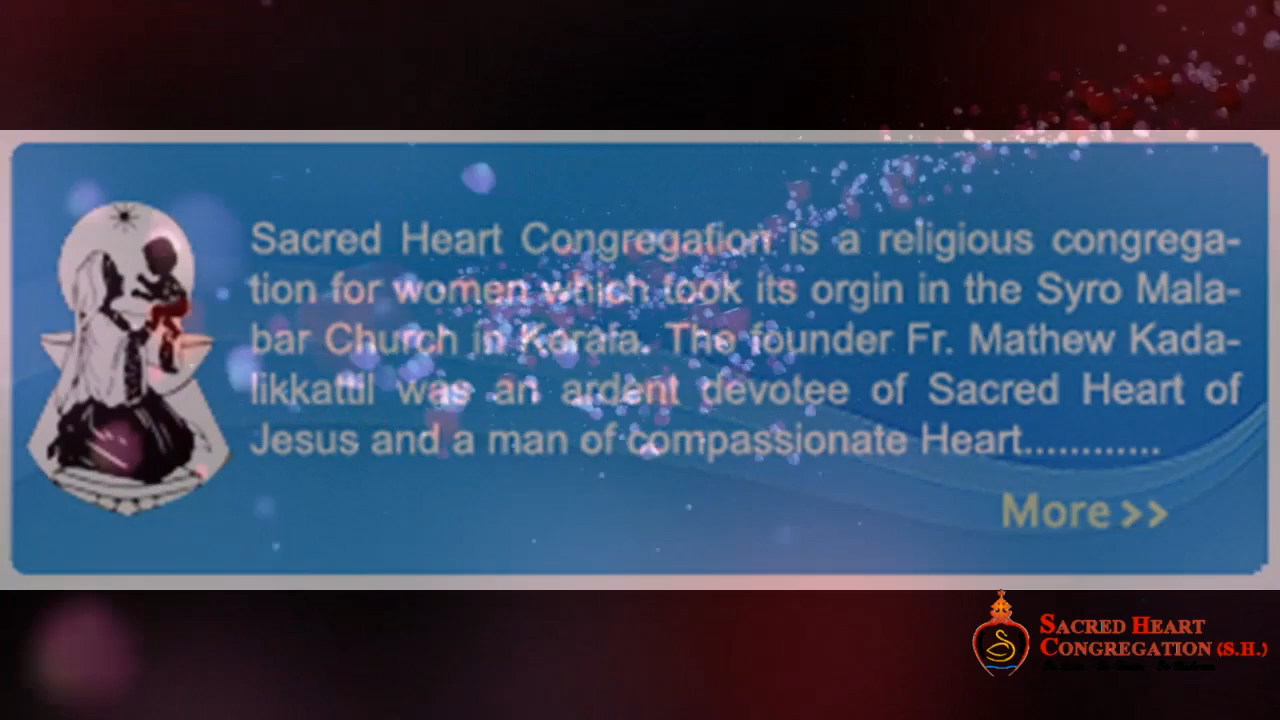 Sacred Heart Congregation is a religious congrega-
tion for women which took its orgin in the Syro Mala-
bar Church in Kerala. The founder Fr. Mathew Kada-
likkattil was an ardent devotee of Sacred Heart of
Jesus and a man of compassionate Heart............
More >>
SACRED HEART
CONGREGATION (S.H.)